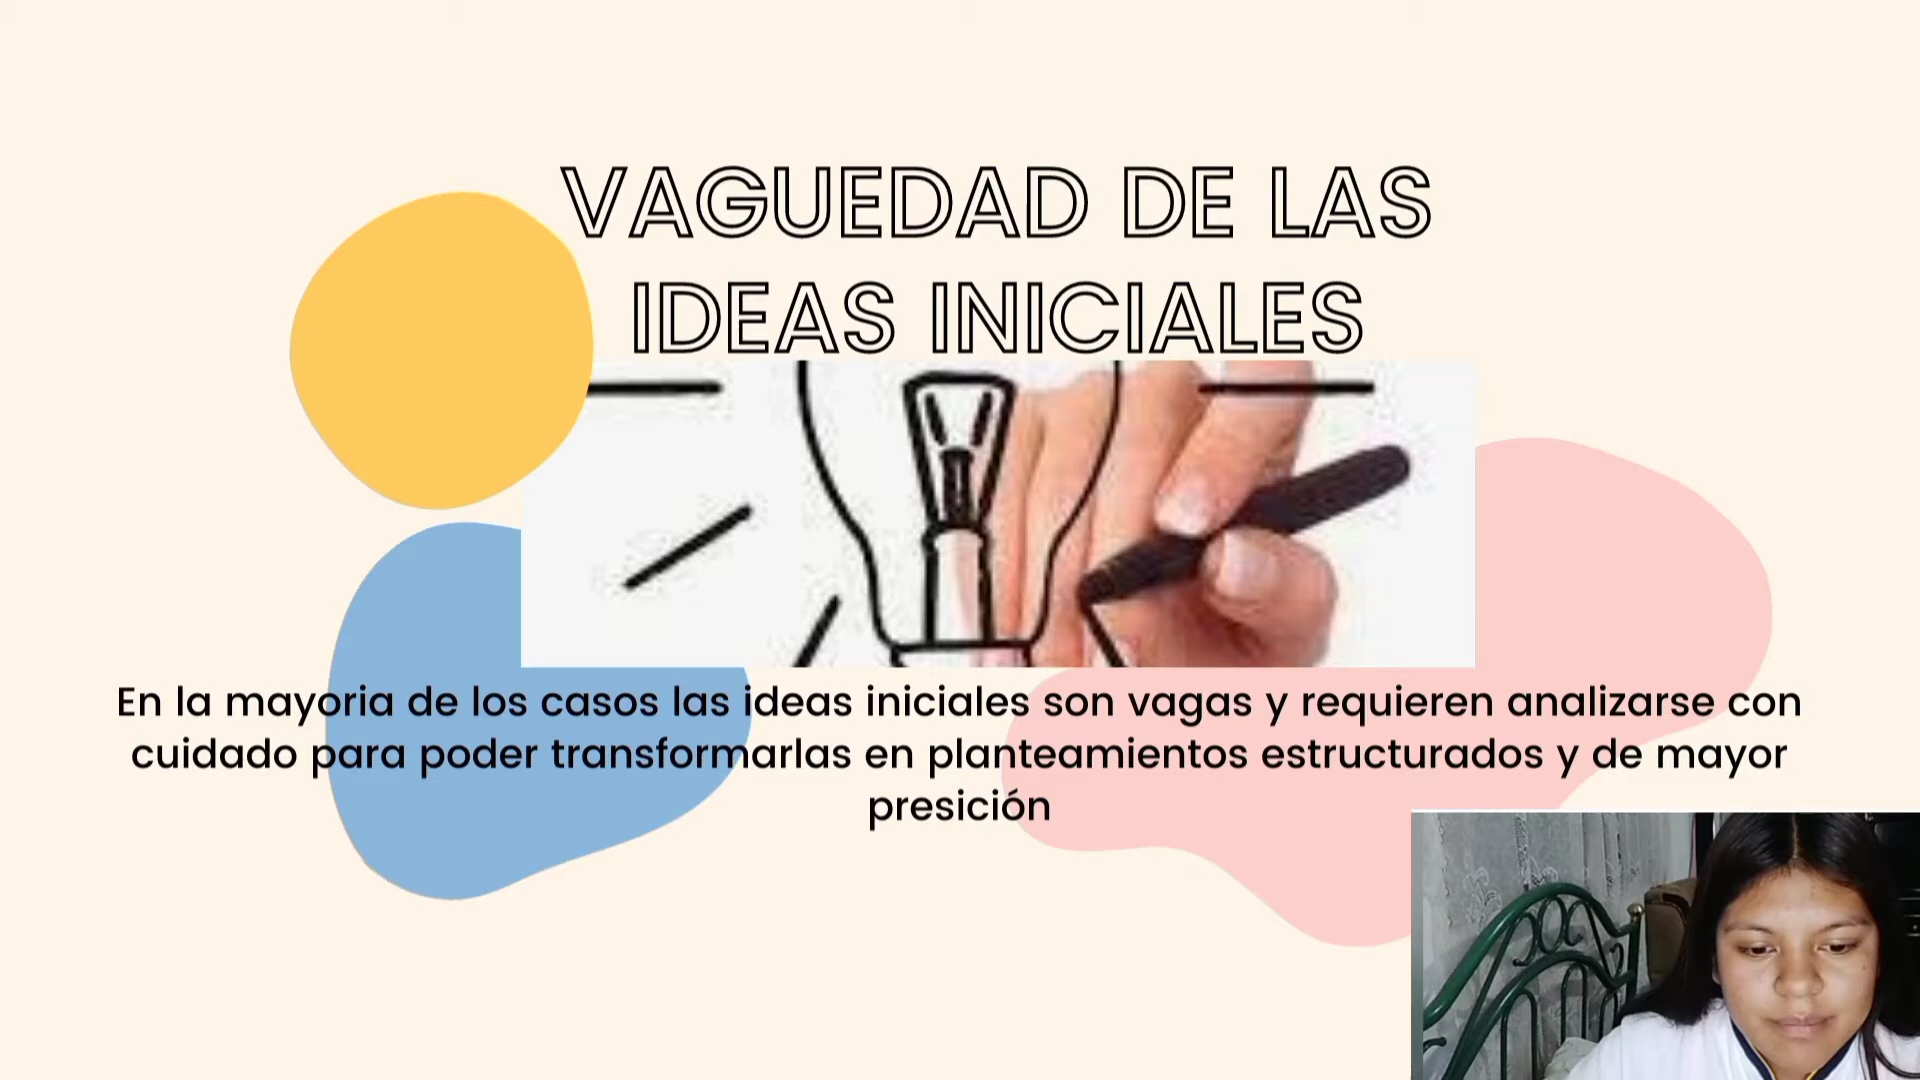 VAGUEDAD DE LAS
IDEAS INICIALES
En la mayoria de los casos las ideas iniciales son vagas y requieren analizarse con
cuidado para poder transformarlas en planteamientos estructurados y de mayor
presición